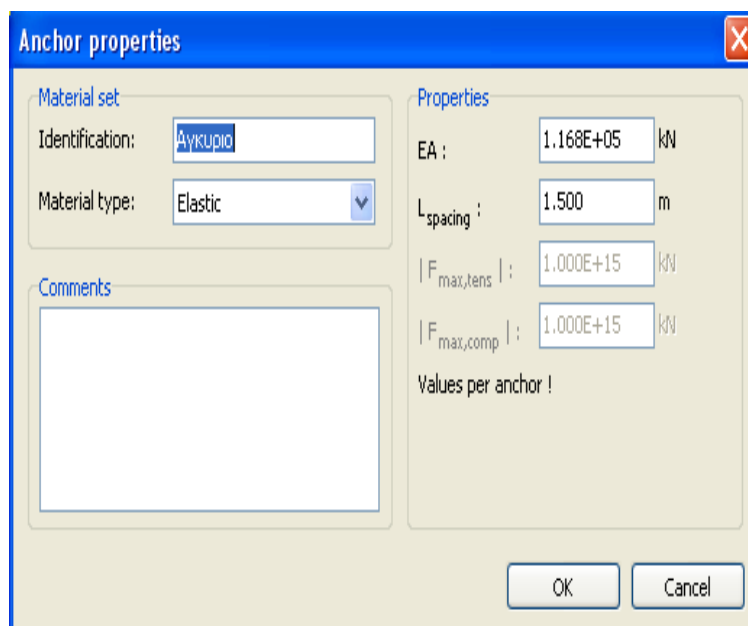 Anchor properties
Material set
Identification:
Αγκυριο
Material type:
Elastic
Comments
Properties
EA :
1.168E+05
kN
Lspacing :
1.500
m
| Fmax,tens | :
1.000E+15
kN
| Fmax,comp | :
1.000E+15
kN
Values per anchor !
OK
Cancel